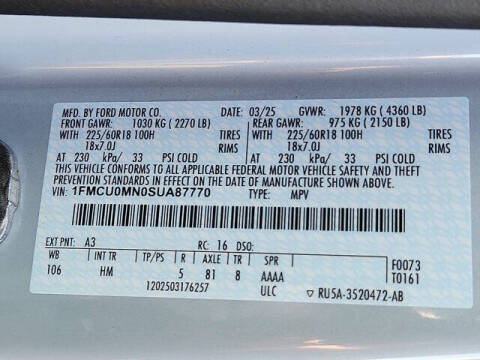 MFD. BY FORD MOTOR CO. 03/25 GVWR: 1978 KG ( 4360 LB)
FRONT GAWR: 1030 KG ( 2270 LB) REAR GAWR: 975 KG ( 2150 LB)
WITH 225/60R18 100H TIRES WITH 225/60R18 100H TIRES
18x7.0J RIMS 18x7.0J RIMS
AT 230 kPa/ 33 PSI COLD AT 230 kPa/ 33 PSI COLD
THIS VEHICLE CONFORMS TO ALL APPLICABLE FEDERAL MOTOR VEHICLE SAFETY, BUMPER, AND THEFT
PREVENTION STANDARDS IN EFFECT ON THE DATE OF MANUFACTURE SHOWN ABOVE.
VIN: 1FMCU0MN0SUA87770 TYPE: MPV
EXT PNT: A3 RC: 16 DSO: F0073
WB INT TR TP/PS R AXLE TR SPR T0161
106 HM 5 81 8 AAAA
1202503176257 ULC ▽ RU5A-3520472-AB